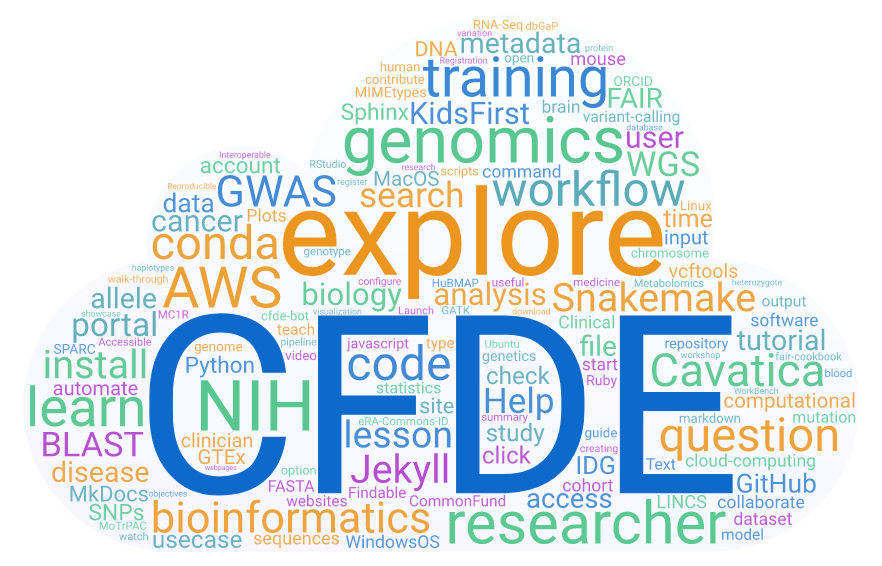 RNA-Seq dbGaP
variation
DNA metadata protein
Registration open mouse
human training
contribute ORCID
MIMEtypes FAIR
Sphinx KidsFirst brain variant-calling
database
genomics user
Interoperable
account RStudio research scripts command WGS
Reproducible GWAS register MacOS workflow
data search Linux
cancer Plots explore time
conda genotype input
chromosome
haplotypes vcftools
walk-through AWS configure HuBMAP useful medicine Metabolomics heterozygote
allele biology analysis Snakemake output
showcase MC1R cfde-bot visualization Launch GATK download
portal teach CFDE Clinical software
Accessible pipeline javascript type Ubuntu file repository tutorial
SPARC genome video genetics workshop fair-cookbook
install Python code check start Cavatica blood
automate statistics Ruby WorkBench
learn NIH site Help computational
eRA-Commons-ID summary markdown mutation
BLAST clinician lesson study guide question
GTEx click creating
webpages Text cloud-computing
disease option Jekyll IDG
MkDocs objectives FASTA Findable cohort GitHub
SNPs websites CommonFund access LINCS collaborate
MoTrPAC bioinformatics researcher dataset
watch usecase sequences WindowsOS model